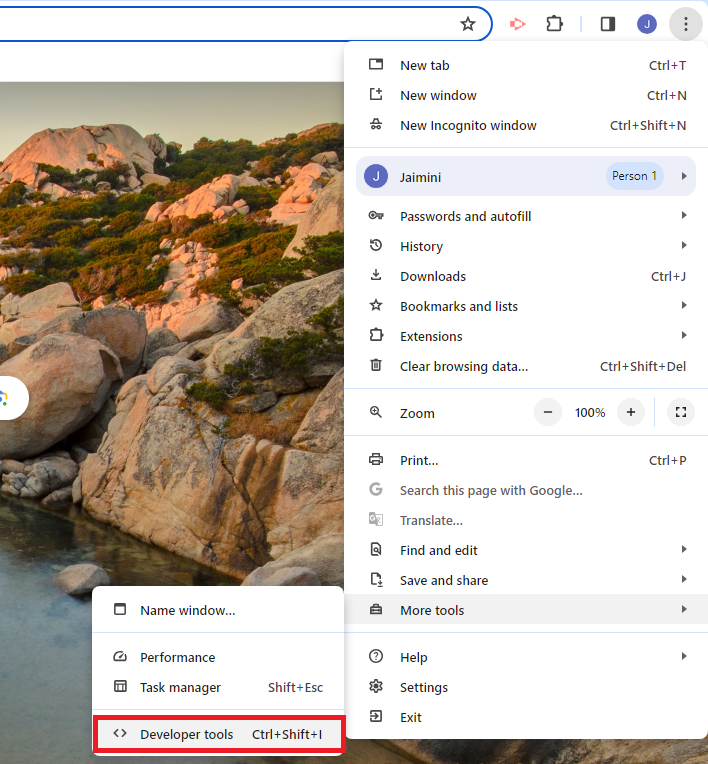 J
New tab Ctrl+T
New window Ctrl+N
New Incognito window Ctrl+Shift+N
J Jaimini Person 1
Passwords and autofill
History
Downloads Ctrl+J
Bookmarks and lists
Extensions
Clear browsing data... Ctrl+Shift+Del
Zoom − 100% +
Print... Ctrl+P
G Search this page with Google...
Translate...
Find and edit
Save and share
More tools
Help
Settings
Exit
Name window...
Performance
Task manager Shift+Esc
Developer tools Ctrl+Shift+I